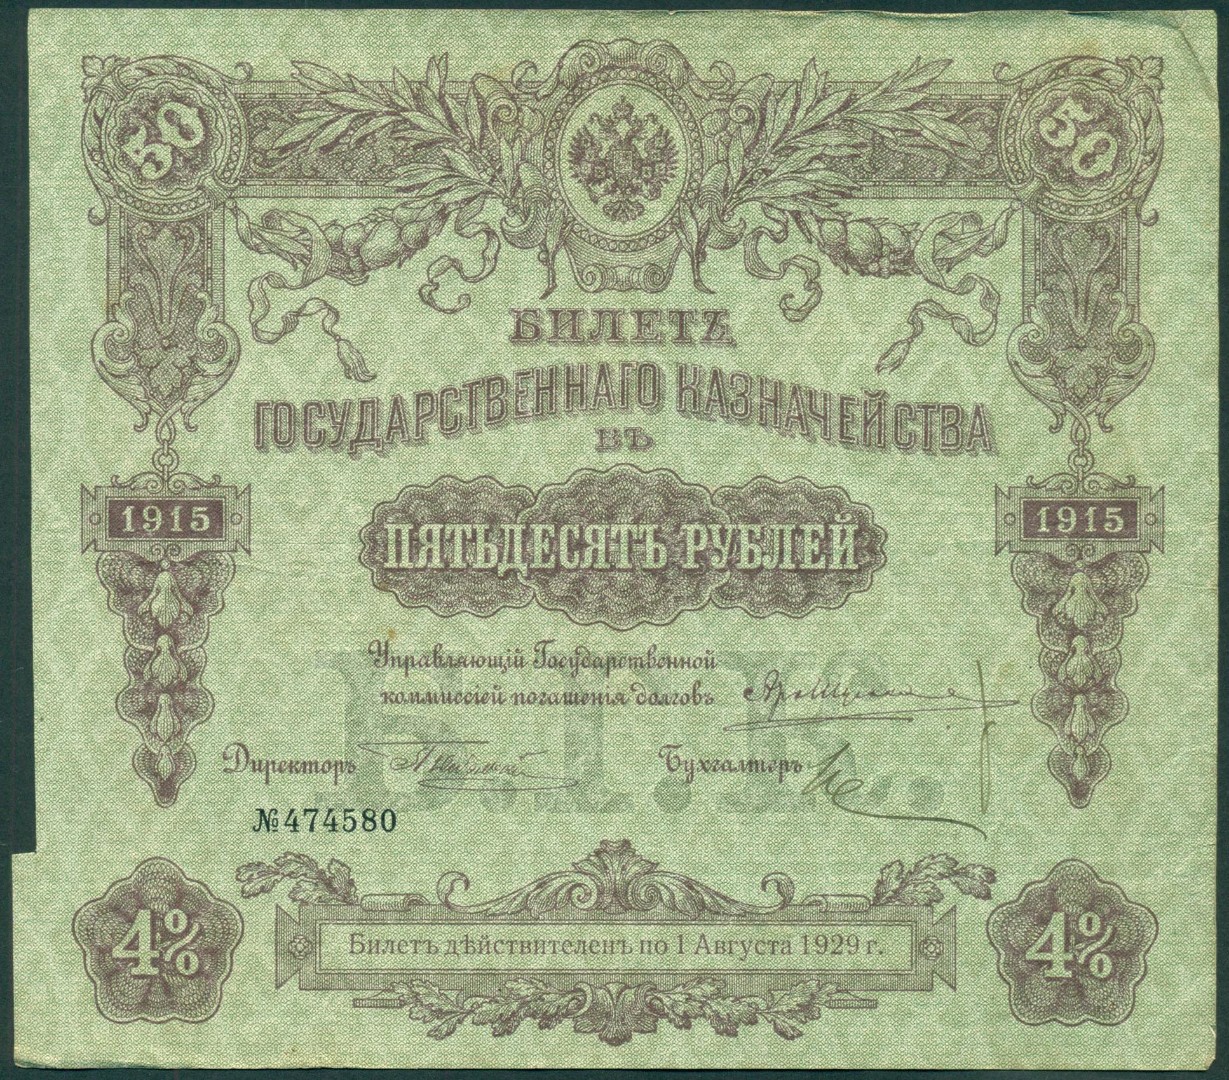 50 50
БИЛЕТЪ
ГОСУДАРСТВЕННАГО КАЗНАЧЕЙСТВА
ВЪ
1915 1915
ПЯТЬДЕСЯТЪ РУБЛЕЙ
Управляющій Государственной
коммиссіей погашенія долговъ
Директоръ Бухгалтеръ
№474580
4% 4%
Билетъ дѣйствителенъ по 1 Августа 1929 г.